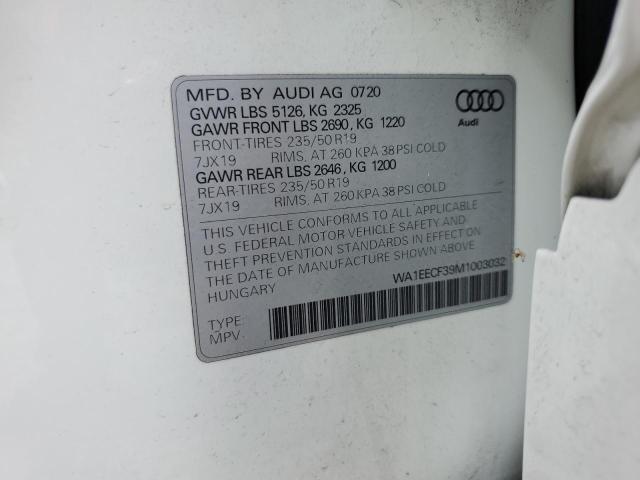 MFD. BY AUDI AG 07/20
GVWR LBS 5126, KG 2325
GAWR FRONT LBS 2690, KG 1220
FRONT-TIRES 235/50 R19
7JX19 RIMS, AT 260 KPA 38 PSI COLD
GAWR REAR LBS 2646, KG 1200
REAR-TIRES 235/50 R19
7JX19 RIMS, AT 260 KPA 38 PSI COLD
Audi
THIS VEHICLE CONFORMS TO ALL APPLICABLE
U.S. FEDERAL MOTOR VEHICLE SAFETY AND
THEFT PREVENTION STANDARDS IN EFFECT ON
THE DATE OF MANUFACTURE SHOWN ABOVE
HUNGARY
WA1EECF39M1003032
TYPE:
MPV